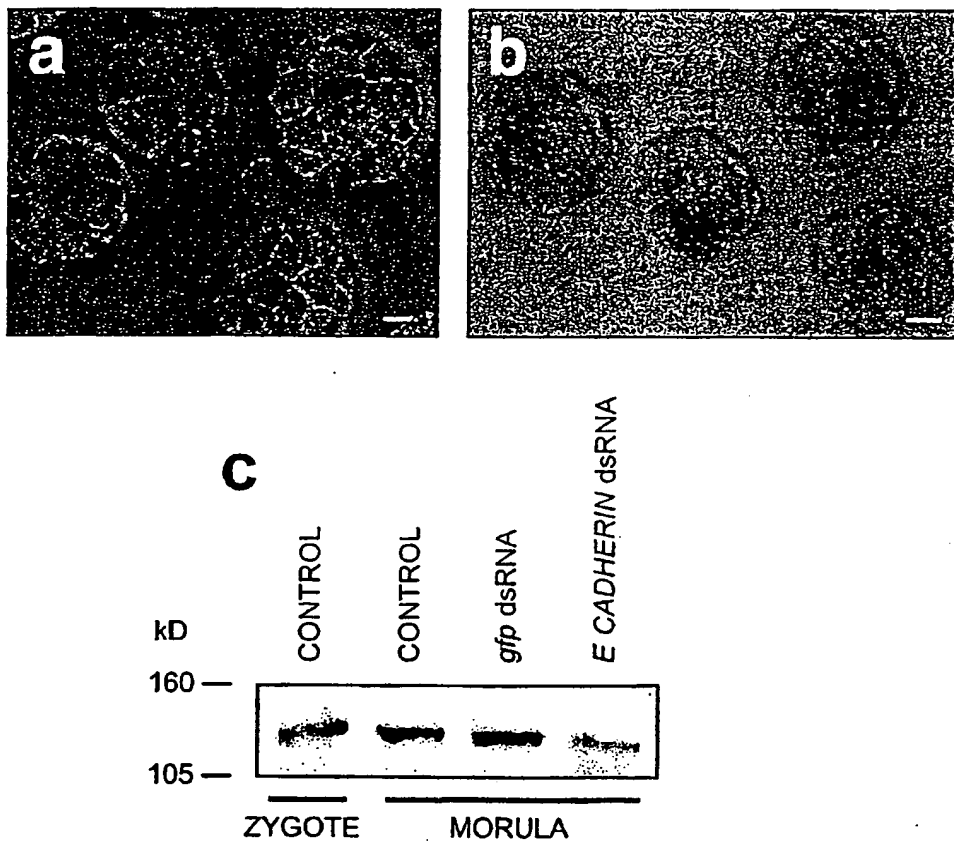 a
b
c
CONTROL
CONTROL
gfp dsRNA
E CADHERIN dsRNA
kD
160
105
ZYGOTE
MORULA